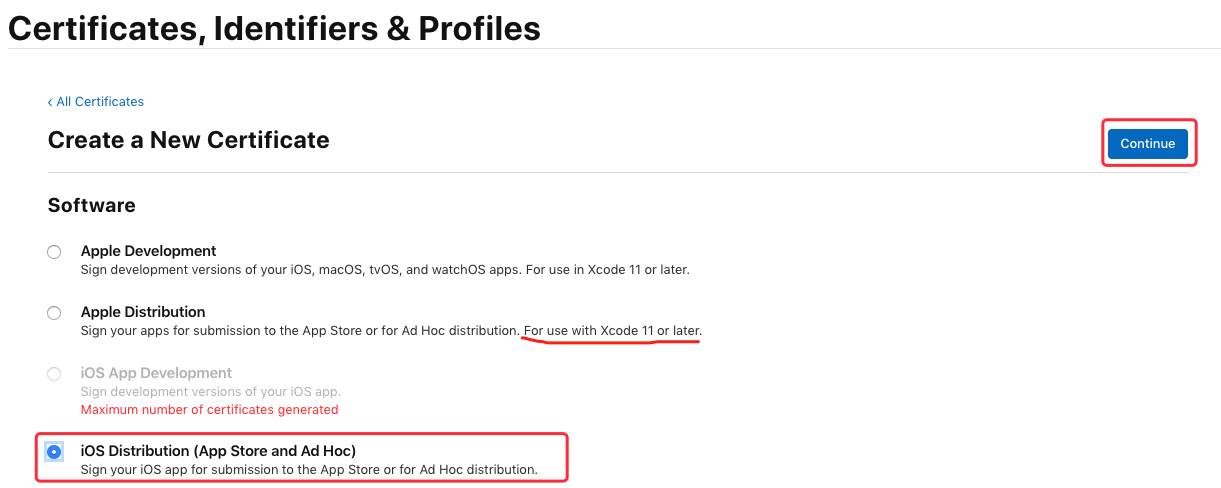 Certificates, Identifiers & Profiles
‹ All Certificates
Create a New Certificate
Continue
Software
Apple Development
Sign development versions of your iOS, macOS, tvOS, and watchOS apps. For use in Xcode 11 or later.
Apple Distribution
Sign your apps for submission to the App Store or for Ad Hoc distribution. For use with Xcode 11 or later.
iOS App Development
Sign development versions of your iOS app.
Maximum number of certificates generated
iOS Distribution (App Store and Ad Hoc)
Sign your iOS app for submission to the App Store or for Ad Hoc distribution.